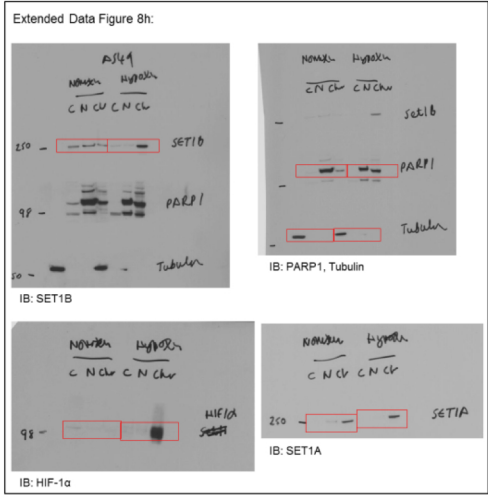 Extended Data Figure 8h:
A549
Normoxia Hypoxia
C N Chr C N Chr
250 - SET1B
98 - PARP1
50 - Tubulin
IB: SET1B
Normoxia Hypoxia
C N Chr C N Chr
Set1b
PARP1
Tubulin
IB: PARP1, Tubulin
Normoxia Hypoxia
C N Chr C N Chr
HIF1α
98 -
IB: HIF-1α
Normoxia Hypoxia
C N Chr C N Chr
250 - SET1A
IB: SET1A